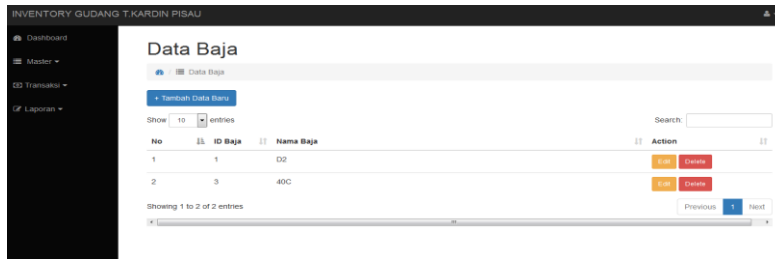 INVENTORY GUDANG T.KARDIN PISAU
Dashboard
Master
Transaksi
Laporan
Data Baja
/ Data Baja
+ Tambah Data Baru
Show 10 entries
Search:
No ID Baja Nama Baja Action
1 1 D2 Edit Delete
2 3 40C Edit Delete
Showing 1 to 2 of 2 entries
Previous 1 Next